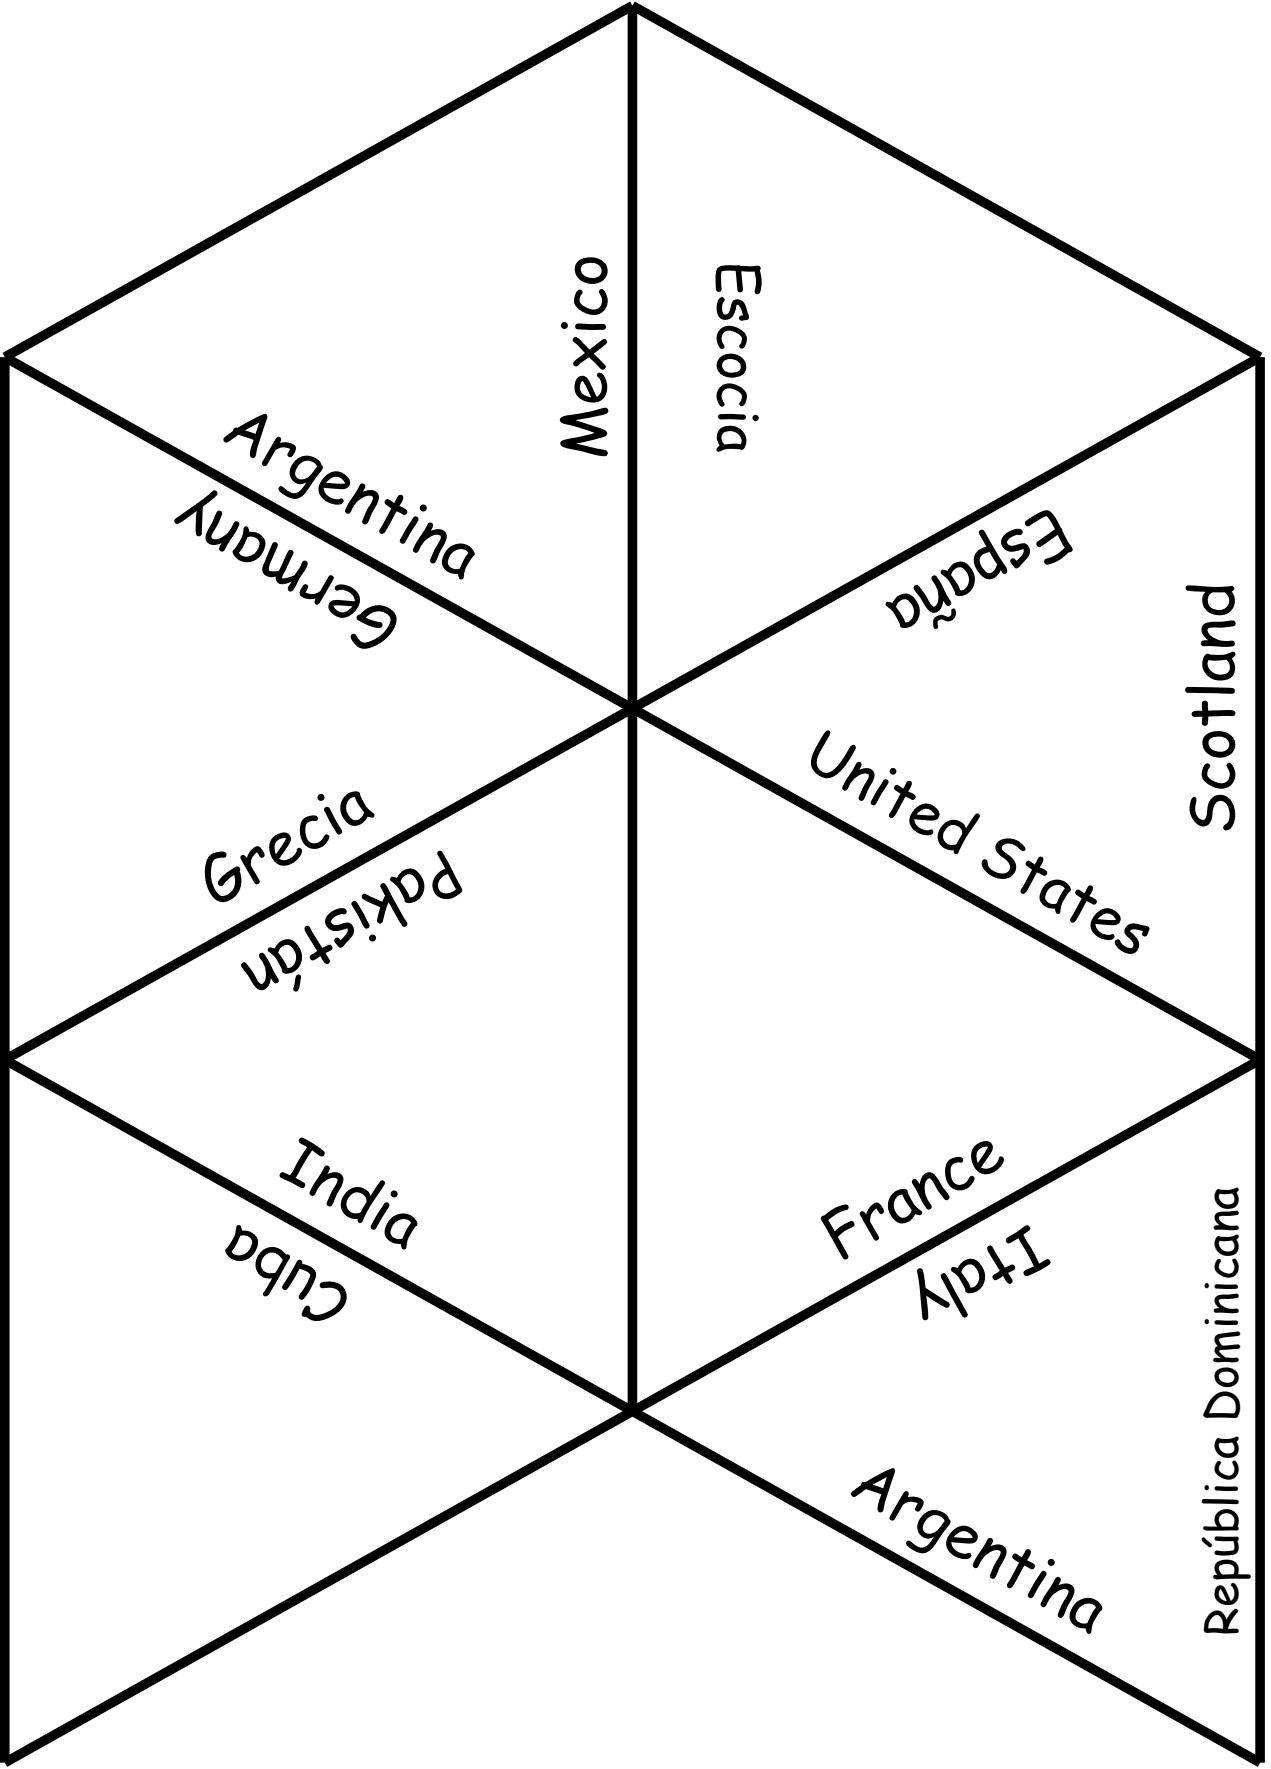 Mexico
Escocia
Argentina
Germany
España
Scotland
United States
Grecia
Pakistán
India
Cuba
France
Italy
República Dominicana
Argentina